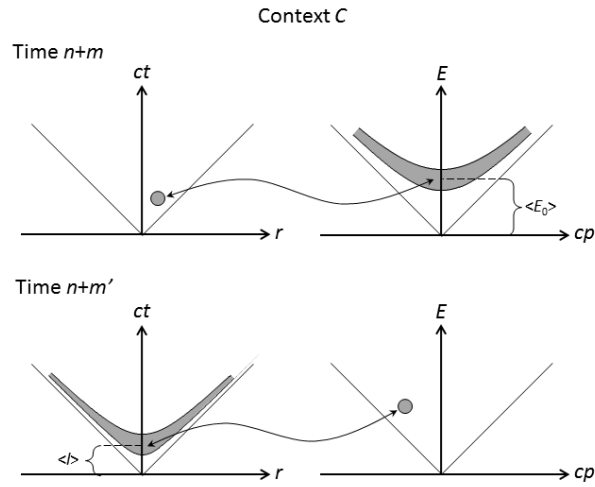 Context C
Time n+m
ct
E
<E0>
r
cp
Time n+m’
ct
E
<l>
r
cp